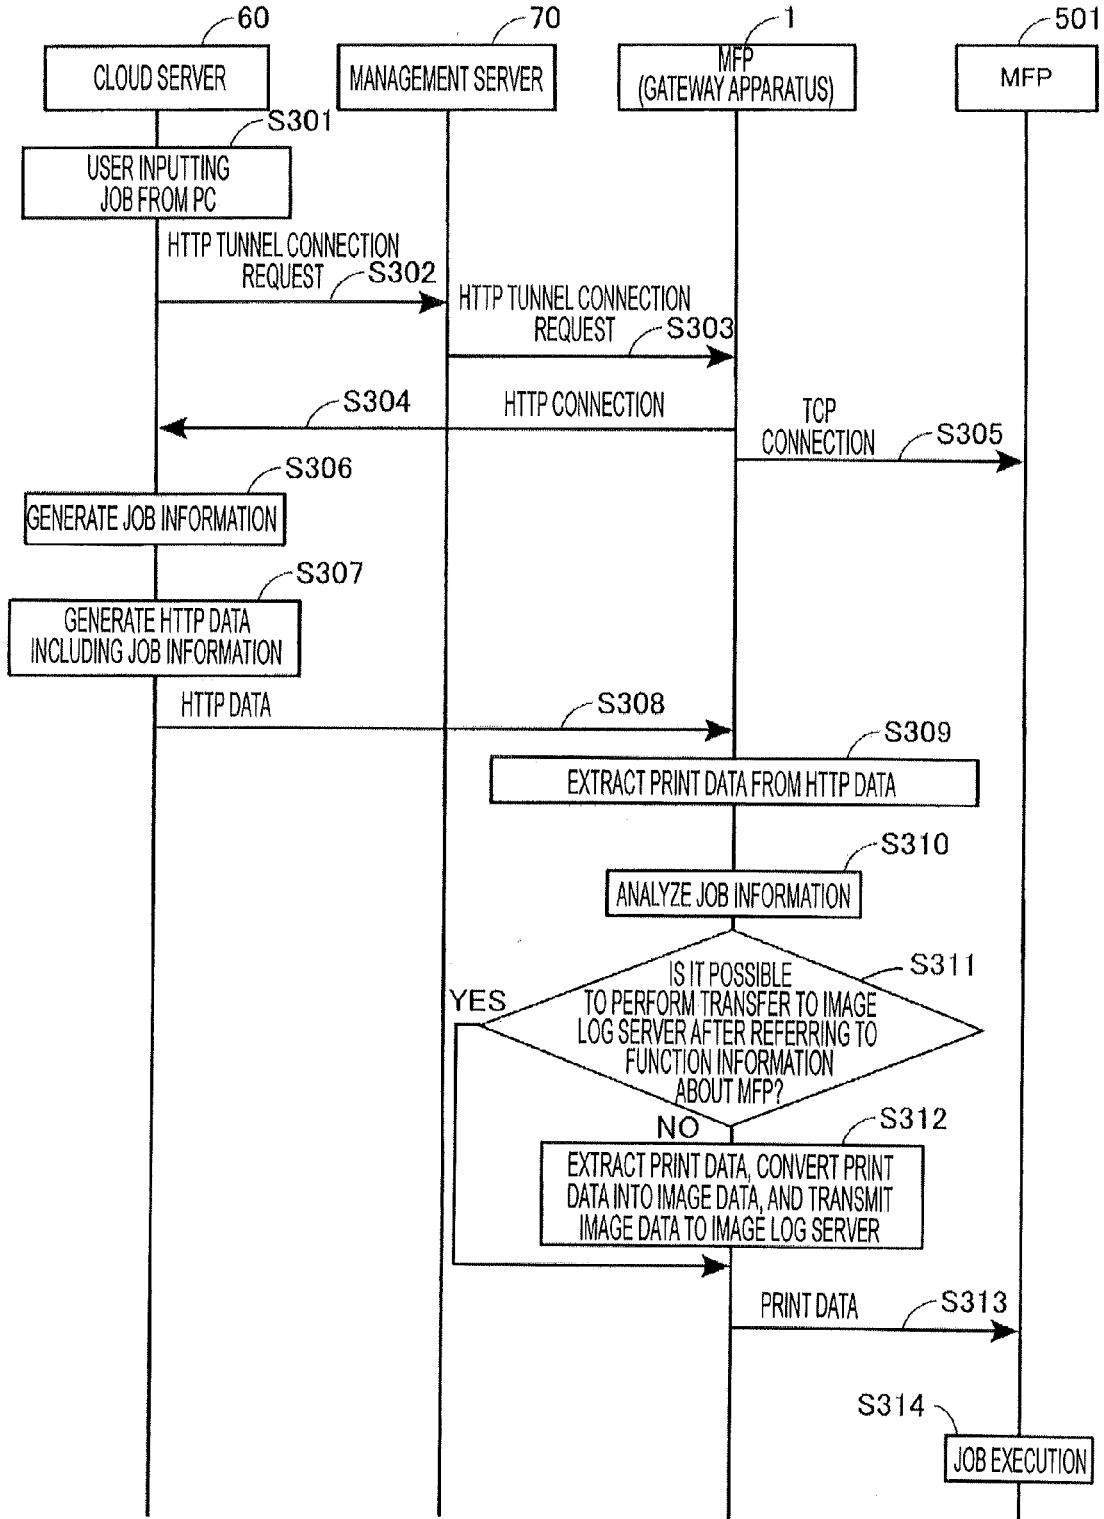 60
70
1
501
CLOUD SERVER
MANAGEMENT SERVER
MFP
(GATEWAY APPARATUS)
MFP
S301
USER INPUTTING
JOB FROM PC
HTTP TUNNEL CONNECTION
REQUEST
S302
HTTP TUNNEL CONNECTION
REQUEST
S303
S304
HTTP CONNECTION
TCP
CONNECTION
S305
S306
GENERATE JOB INFORMATION
S307
GENERATE HTTP DATA
INCLUDING JOB INFORMATION
HTTP DATA
S308
S309
EXTRACT PRINT DATA FROM HTTP DATA
S310
ANALYZE JOB INFORMATION
S311
IS IT POSSIBLE
TO PERFORM TRANSFER TO IMAGE
LOG SERVER AFTER REFERRING TO
FUNCTION INFORMATION
ABOUT MFP?
YES
NO
S312
EXTRACT PRINT DATA, CONVERT PRINT
DATA INTO IMAGE DATA, AND TRANSMIT
IMAGE DATA TO IMAGE LOG SERVER
PRINT DATA
S313
S314
JOB EXECUTION